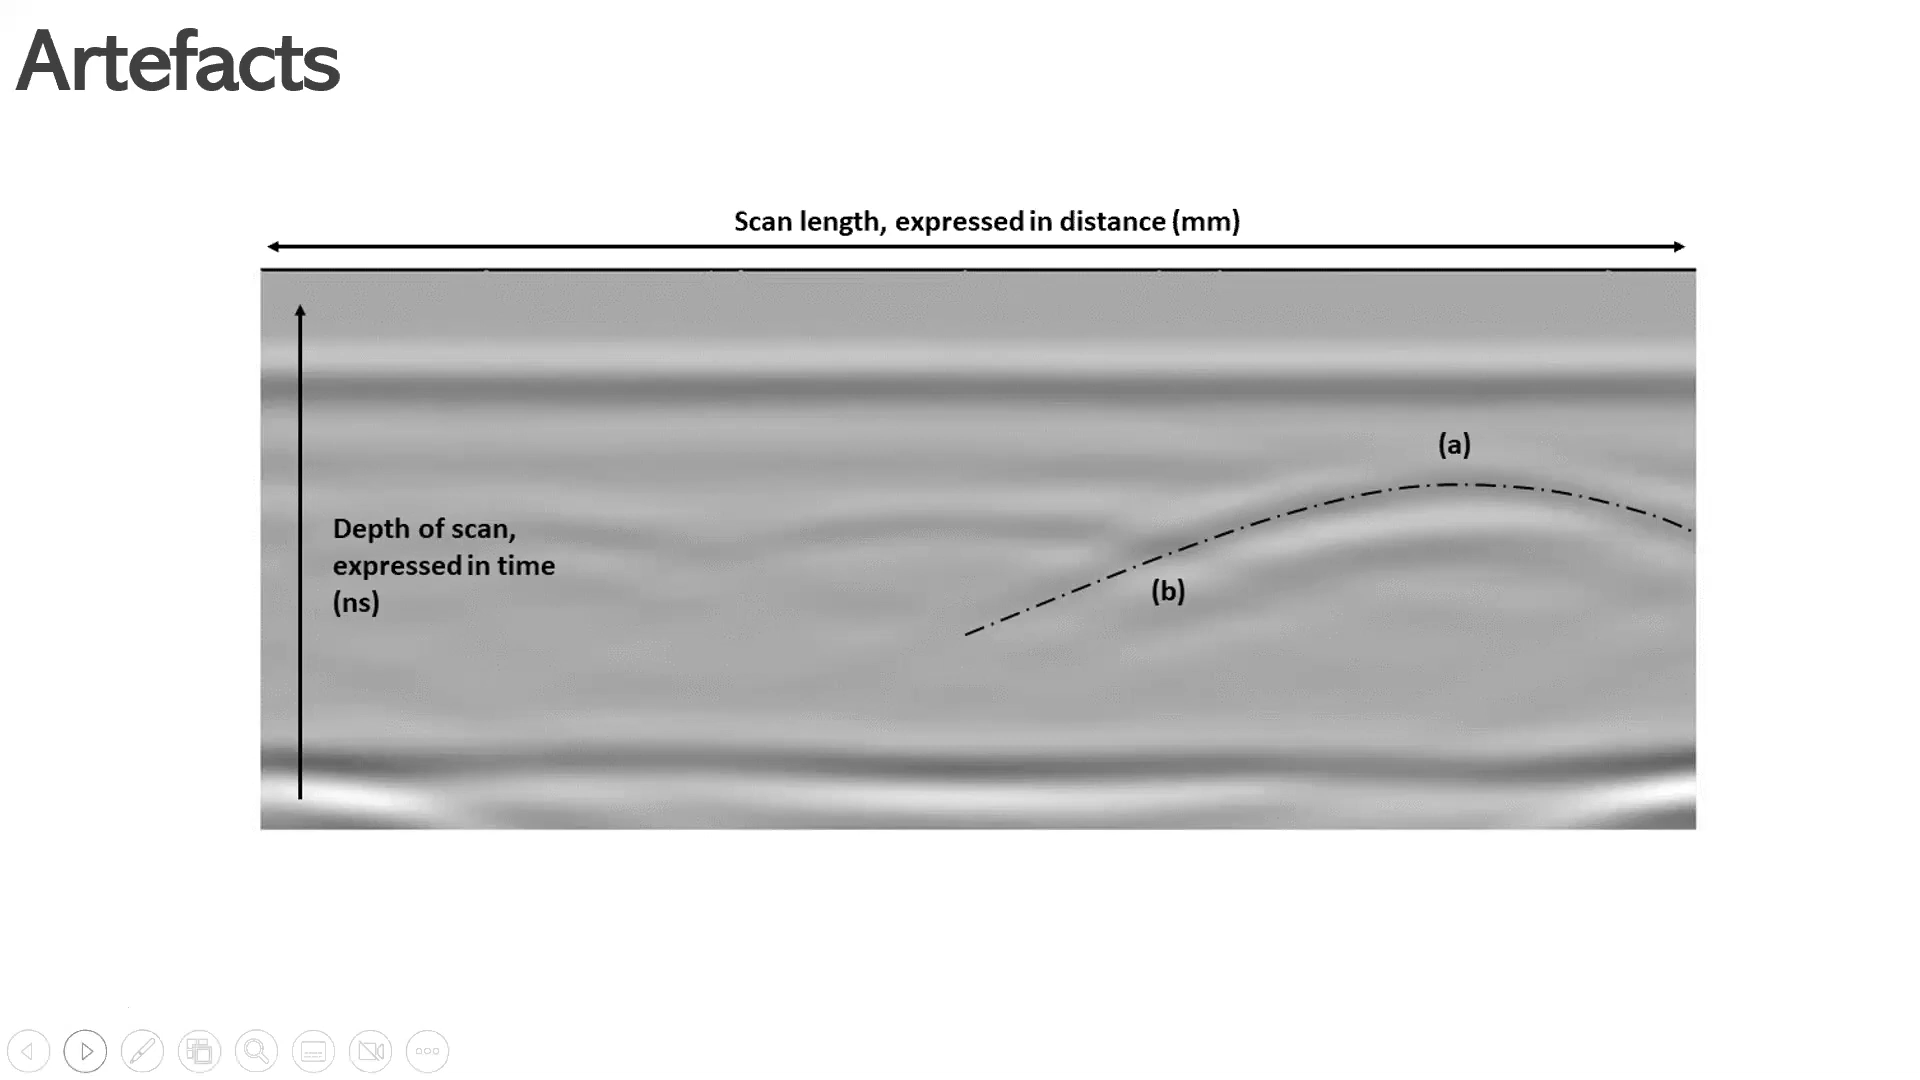 Artefacts
Scan length, expressed in distance (mm)
(a)
Depth of scan,
expressed in time
(ns)
(b)